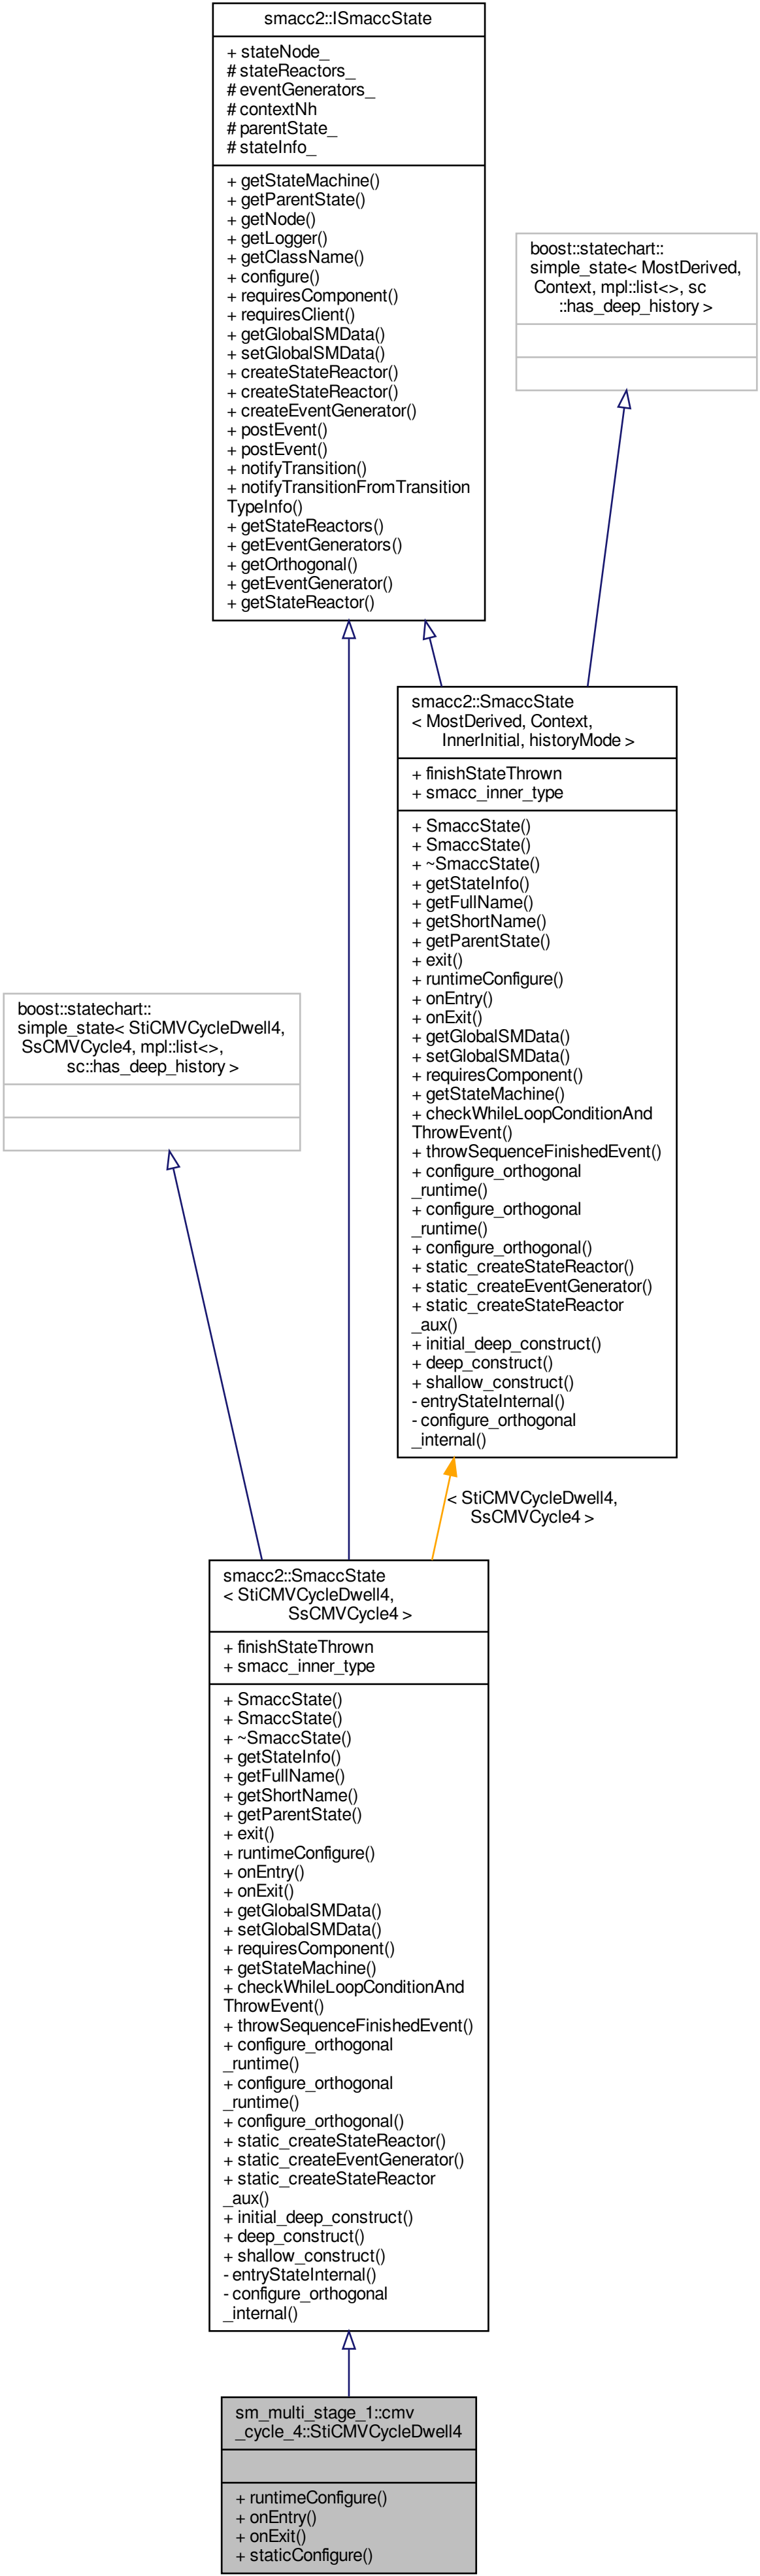 smacc2::ISmaccState
+ stateNode_
# stateReactors_
# eventGenerators_
# contextNh
# parentState_
# stateInfo_
+ getStateMachine()
+ getParentState()
+ getNode()
+ getLogger()
+ getClassName()
+ configure()
+ requiresComponent()
+ requiresClient()
+ getGlobalSMData()
+ setGlobalSMData()
+ createStateReactor()
+ createStateReactor()
+ createEventGenerator()
+ postEvent()
+ postEvent()
+ notifyTransition()
+ notifyTransitionFromTransition
TypeInfo()
+ getStateReactors()
+ getEventGenerators()
+ getOrthogonal()
+ getEventGenerator()
+ getStateReactor()
boost::statechart::
simple_state< MostDerived,
Context, mpl::list<>, sc
::has_deep_history >
smacc2::SmaccState
< MostDerived, Context,
InnerInitial, historyMode >
+ finishStateThrown
+ smacc_inner_type
+ SmaccState()
+ SmaccState()
+ ~SmaccState()
+ getStateInfo()
+ getFullName()
+ getShortName()
+ getParentState()
+ exit()
+ runtimeConfigure()
+ onEntry()
+ onExit()
+ getGlobalSMData()
+ setGlobalSMData()
+ requiresComponent()
+ getStateMachine()
+ checkWhileLoopConditionAnd
ThrowEvent()
+ throwSequenceFinishedEvent()
+ configure_orthogonal
_runtime()
+ configure_orthogonal
_runtime()
+ configure_orthogonal()
+ static_createStateReactor()
+ static_createEventGenerator()
+ static_createStateReactor
_aux()
+ initial_deep_construct()
+ deep_construct()
+ shallow_construct()
- entryStateInternal()
- configure_orthogonal
_internal()
boost::statechart::
simple_state< StiCMVCycleDwell4,
SsCMVCycle4, mpl::list<>,
sc::has_deep_history >
< StiCMVCycleDwell4,
SsCMVCycle4 >
smacc2::SmaccState
< StiCMVCycleDwell4,
SsCMVCycle4 >
+ finishStateThrown
+ smacc_inner_type
+ SmaccState()
+ SmaccState()
+ ~SmaccState()
+ getStateInfo()
+ getFullName()
+ getShortName()
+ getParentState()
+ exit()
+ runtimeConfigure()
+ onEntry()
+ onExit()
+ getGlobalSMData()
+ setGlobalSMData()
+ requiresComponent()
+ getStateMachine()
+ checkWhileLoopConditionAnd
ThrowEvent()
+ throwSequenceFinishedEvent()
+ configure_orthogonal
_runtime()
+ configure_orthogonal
_runtime()
+ configure_orthogonal()
+ static_createStateReactor()
+ static_createEventGenerator()
+ static_createStateReactor
_aux()
+ initial_deep_construct()
+ deep_construct()
+ shallow_construct()
- entryStateInternal()
- configure_orthogonal
_internal()
sm_multi_stage_1::cmv
_cycle_4::StiCMVCycleDwell4
+ runtimeConfigure()
+ onEntry()
+ onExit()
+ staticConfigure()